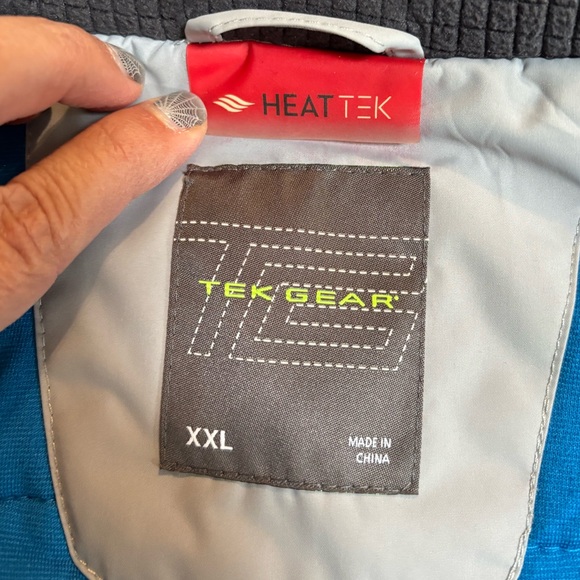 HEATTEK
TEK GEAR
XXL
MADE IN
CHINA